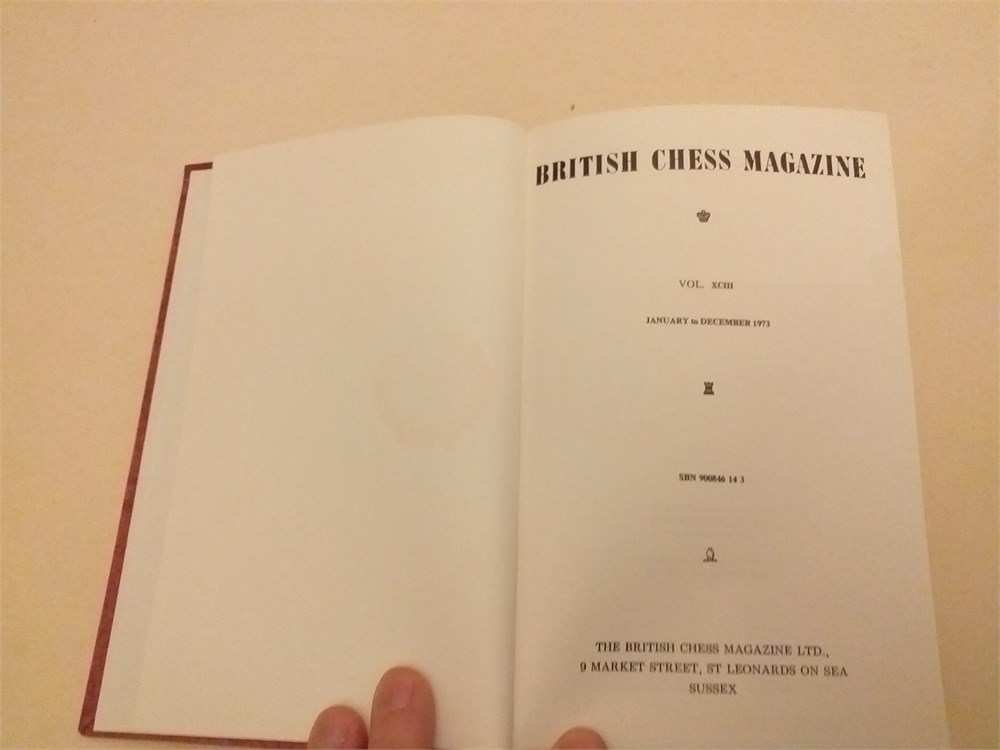 BRITISH CHESS MAGAZINE
VOL. XCIII
JANUARY to DECEMBER 1973
SBN 900846 14 3
THE BRITISH CHESS MAGAZINE LTD.,
9 MARKET STREET, ST LEONARDS ON SEA
SUSSEX